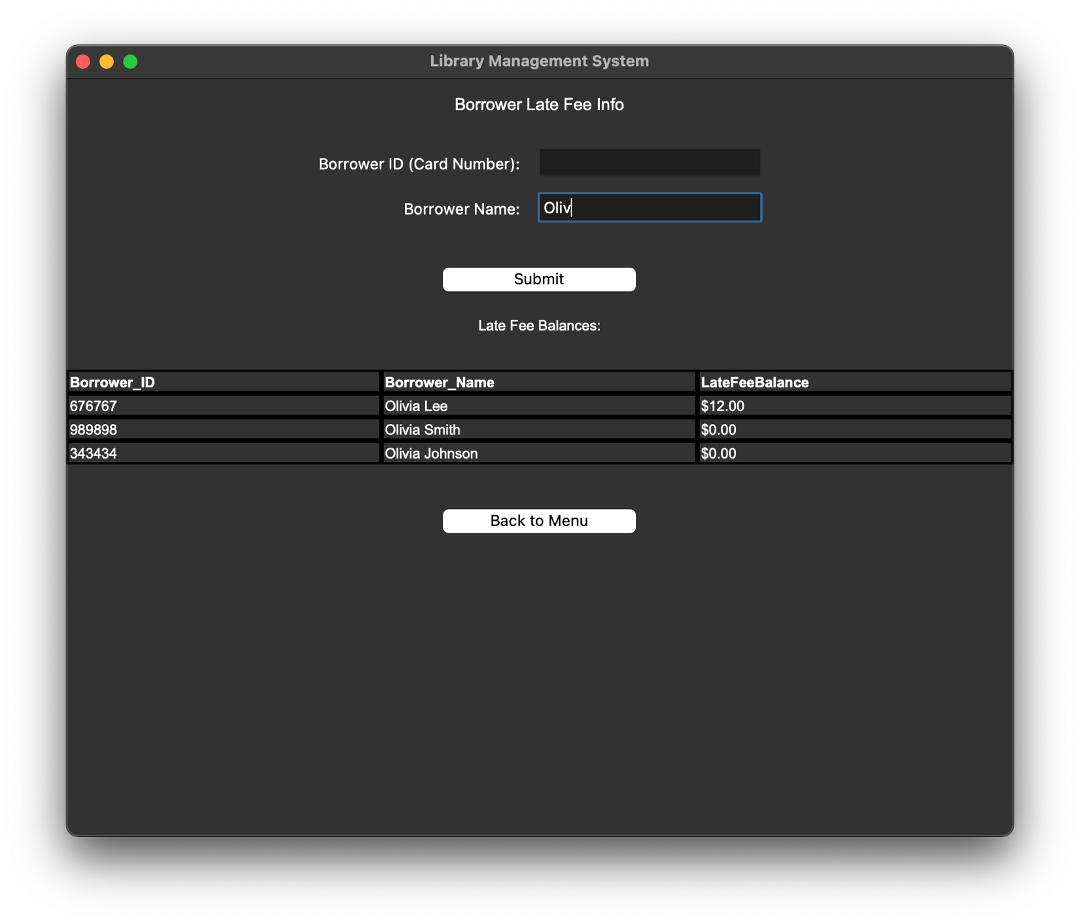 Library Management System
Borrower Late Fee Info
Borrower ID (Card Number):
Borrower Name: Oliv
Submit
Late Fee Balances:
Borrower_ID Borrower_Name LateFeeBalance
676767 Olivia Lee $12.00
989898 Olivia Smith $0.00
343434 Olivia Johnson $0.00
Back to Menu